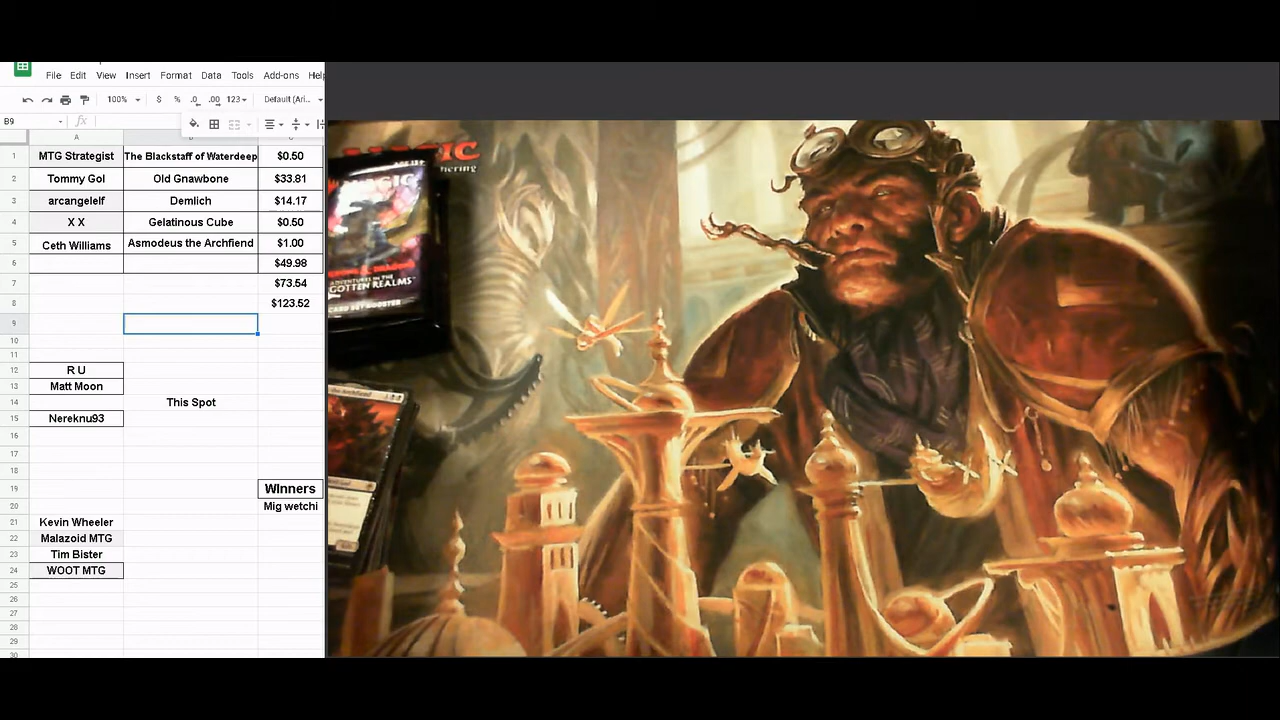 File Edit View Insert Format Data Tools Add-ons Help
100% $ % .0 .00 123 Default (Ari...
B9 fx
A
1 MTG Strategist The Blackstaff of Waterdeep $0.50
2 Tommy Gol Old Gnawbone $33.81
3 arcangelelf Demlich $14.17
4 X X Gelatinous Cube $0.50
5 Ceth Williams Asmodeus the Archfiend $1.00
6 $49.98
7 $73.54
8 $123.52
9
10
11
12 R U
13 Matt Moon
14 This Spot
15 Nereknu93
16
17
18
19 Winners
20 Mig wetchi
21 Kevin Wheeler
22 Malazoid MTG
23 Tim Bister
24 WOOT MTG
25
26
27
28
29
30